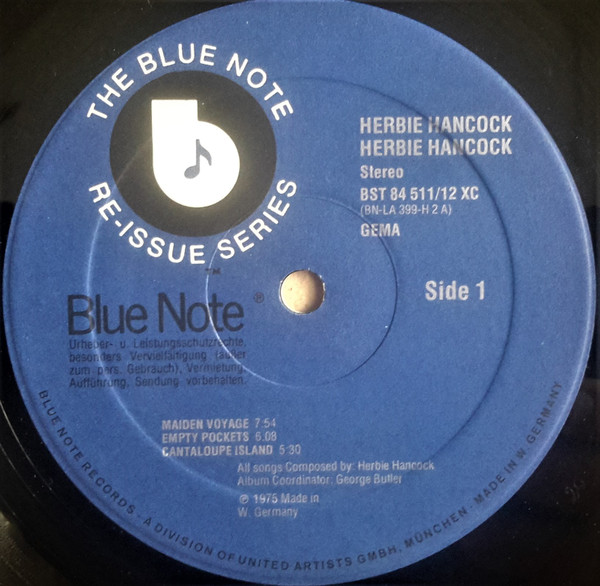 THE BLUE NOTE
RE-ISSUE SERIES
b
TM
HERBIE HANCOCK
HERBIE HANCOCK
Stereo
BST 84 511/12 XC
(BN-LA 399-H 2 A)
GEMA
Side 1
Blue Note ®
Urheber- u. Leistungsschutzrechte,
besonders Vervielfältigung (außer
zum pers. Gebrauch), Vermietung,
Aufführung, Sendung vorbehalten.
MAIDEN VOYAGE 7:54
EMPTY POCKETS 6:08
CANTALOUPE ISLAND 5:30
All songs Composed by: Herbie Hancock
Album Coordinator: George Butler
℗ 1975 Made in
W. Germany
BLUE NOTE RECORDS - A DIVISION OF UNITED ARTISTS GMBH, MÜNCHEN - MADE IN W GERMANY